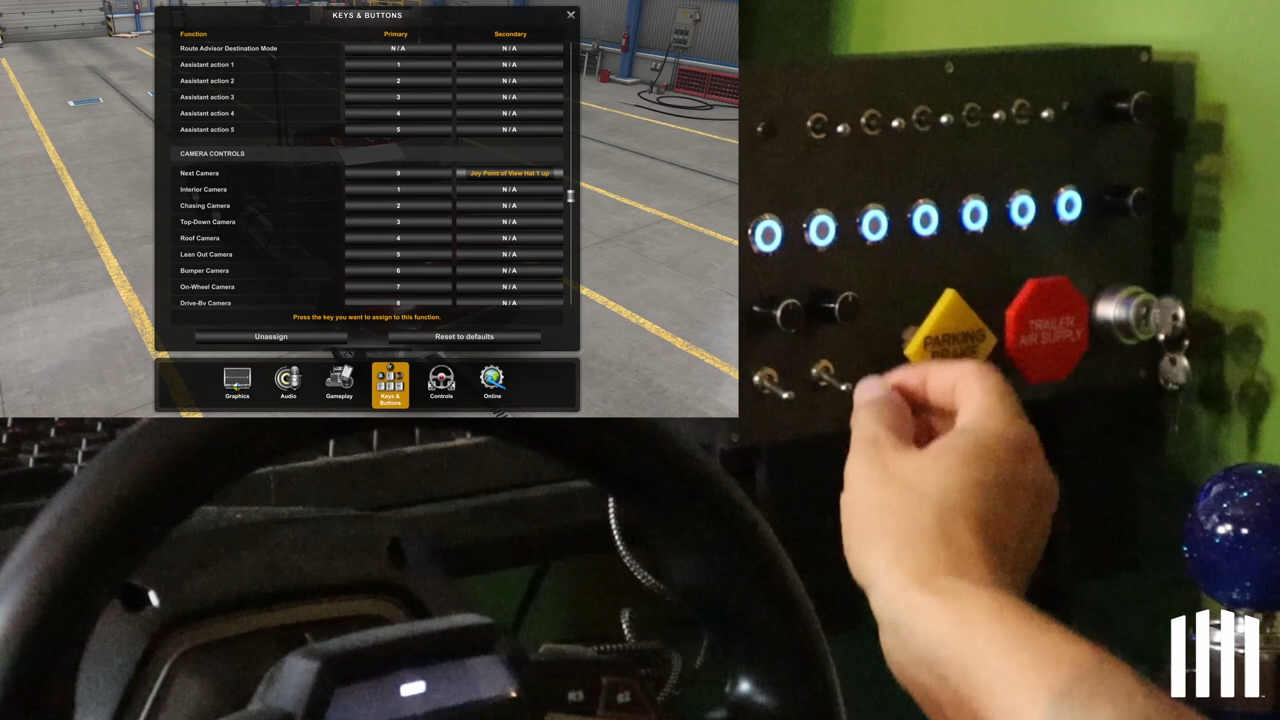 KEYS & BUTTONS
Function Primary Secondary
Route Advisor Destination Mode N / A N / A
Assistant action 1 1 N / A
Assistant action 2 2 N / A
Assistant action 3 3 N / A
Assistant action 4 4 N / A
Assistant action 5 5 N / A
CAMERA CONTROLS
Next Camera 9 Joy Point of View Hat 1 up
Interior Camera 1 N / A
Chasing Camera 2 N / A
Top-Down Camera 3 N / A
Roof Camera 4 N / A
Lean Out Camera 5 N / A
Bumper Camera 6 N / A
On-Wheel Camera 7 N / A
Drive-By Camera 8 N / A
Press the key you want to assign to this function.
Unassign Reset to defaults
Graphics Audio Gameplay Keys & Buttons Controls Online
PARKING
BRAKE
TRAILER
AIR SUPPLY
R3 R2